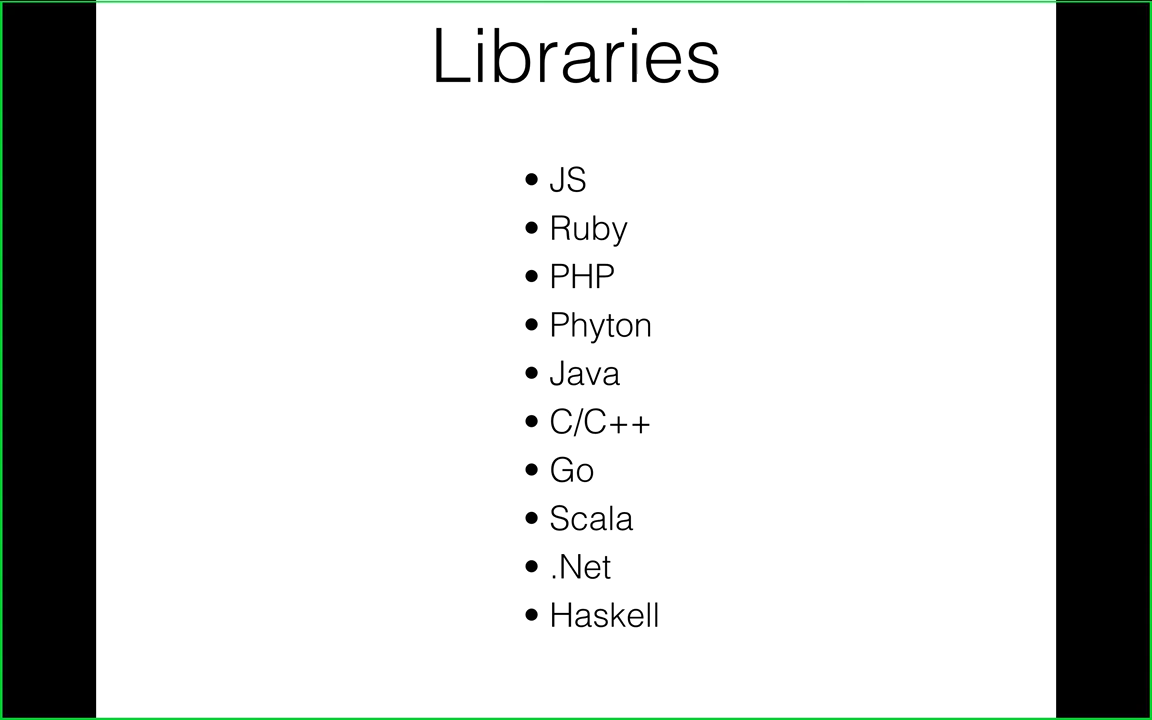 Libraries
• JS
• Ruby
• PHP
• Phyton
• Java
• C/C++
• Go
• Scala
• .Net
• Haskell